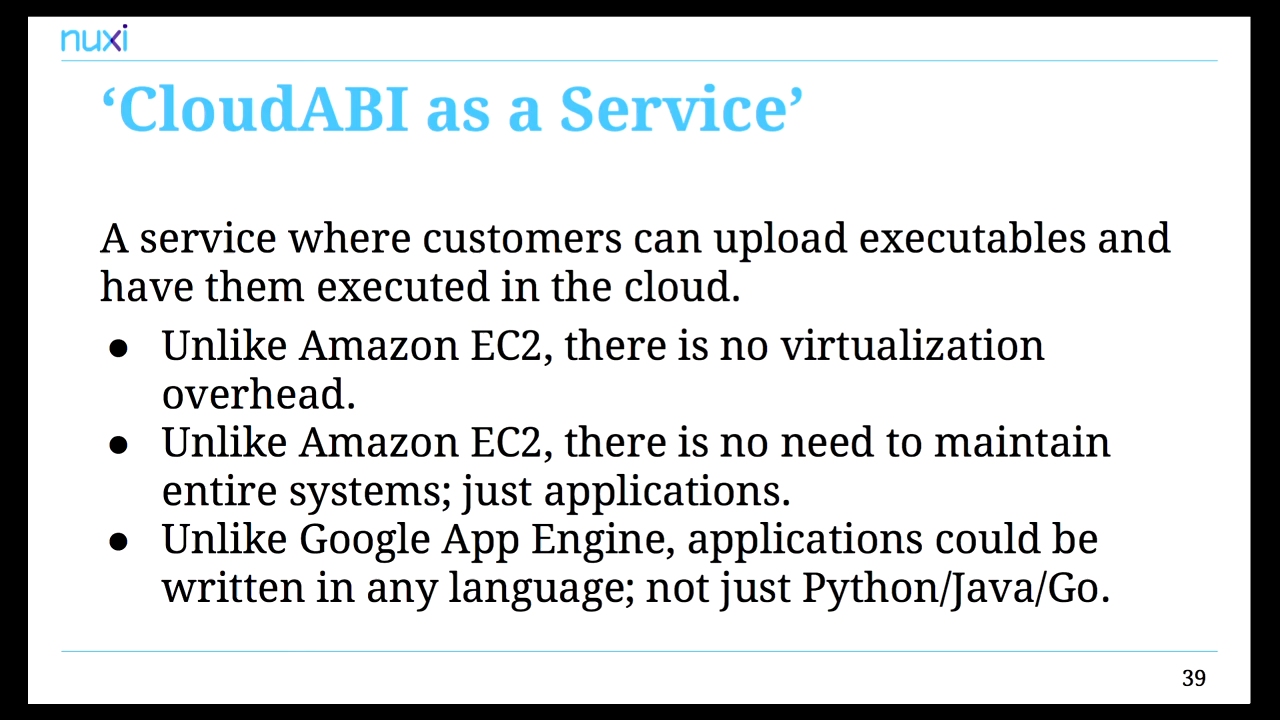 nuxi
‘CloudABI as a Service’
A service where customers can upload executables and
have them executed in the cloud.
● Unlike Amazon EC2, there is no virtualization
overhead.
● Unlike Amazon EC2, there is no need to maintain
entire systems; just applications.
● Unlike Google App Engine, applications could be
written in any language; not just Python/Java/Go.
39